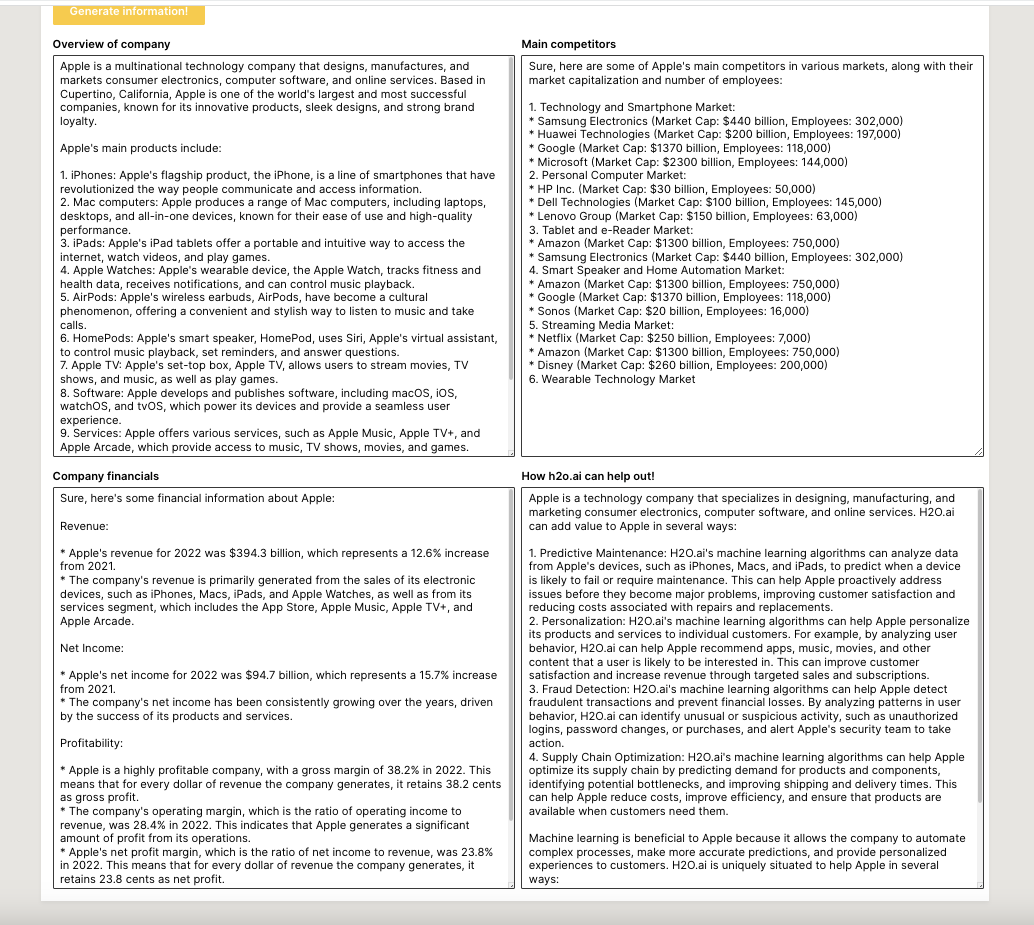 Generate information!
Overview of company
Apple is a multinational technology company that designs, manufactures, and
markets consumer electronics, computer software, and online services. Based in
Cupertino, California, Apple is one of the world's largest and most successful
companies, known for its innovative products, sleek designs, and strong brand
loyalty.
Apple's main products include:
1. iPhones: Apple's flagship product, the iPhone, is a line of smartphones that have
revolutionized the way people communicate and access information.
2. Mac computers: Apple produces a range of Mac computers, including laptops,
desktops, and all-in-one devices, known for their ease of use and high-quality
performance.
3. iPads: Apple's iPad tablets offer a portable and intuitive way to access the
internet, watch videos, and play games.
4. Apple Watches: Apple's wearable device, the Apple Watch, tracks fitness and
health data, receives notifications, and can control music playback.
5. AirPods: Apple's wireless earbuds, AirPods, have become a cultural
phenomenon, offering a convenient and stylish way to listen to music and take
calls.
6. HomePods: Apple's smart speaker, HomePod, uses Siri, Apple's virtual assistant,
to control music playback, set reminders, and answer questions.
7. Apple TV: Apple's set-top box, Apple TV, allows users to stream movies, TV
shows, and music, as well as play games.
8. Software: Apple develops and publishes software, including macOS, iOS,
watchOS, and tvOS, which power its devices and provide a seamless user
experience.
9. Services: Apple offers various services, such as Apple Music, Apple TV+, and
Apple Arcade, which provide access to music, TV shows, movies, and games.
Main competitors
Sure, here are some of Apple's main competitors in various markets, along with their
market capitalization and number of employees:
1. Technology and Smartphone Market:
* Samsung Electronics (Market Cap: $440 billion, Employees: 302,000)
* Huawei Technologies (Market Cap: $200 billion, Employees: 197,000)
* Google (Market Cap: $1370 billion, Employees: 118,000)
* Microsoft (Market Cap: $2300 billion, Employees: 144,000)
2. Personal Computer Market:
* HP Inc. (Market Cap: $30 billion, Employees: 50,000)
* Dell Technologies (Market Cap: $100 billion, Employees: 145,000)
* Lenovo Group (Market Cap: $150 billion, Employees: 63,000)
3. Tablet and e-Reader Market:
* Amazon (Market Cap: $1300 billion, Employees: 750,000)
* Samsung Electronics (Market Cap: $440 billion, Employees: 302,000)
4. Smart Speaker and Home Automation Market:
* Amazon (Market Cap: $1300 billion, Employees: 750,000)
* Google (Market Cap: $1370 billion, Employees: 118,000)
* Sonos (Market Cap: $20 billion, Employees: 16,000)
5. Streaming Media Market:
* Netflix (Market Cap: $250 billion, Employees: 7,000)
* Amazon (Market Cap: $1300 billion, Employees: 750,000)
* Disney (Market Cap: $260 billion, Employees: 200,000)
6. Wearable Technology Market
Company financials
Sure, here's some financial information about Apple:
Revenue:
* Apple's revenue for 2022 was $394.3 billion, which represents a 12.6% increase
from 2021.
* The company's revenue is primarily generated from the sales of its electronic
devices, such as iPhones, Macs, iPads, and Apple Watches, as well as from its
services segment, which includes the App Store, Apple Music, Apple TV+, and
Apple Arcade.
Net Income:
* Apple's net income for 2022 was $94.7 billion, which represents a 15.7% increase
from 2021.
* The company's net income has been consistently growing over the years, driven
by the success of its products and services.
Profitability:
* Apple is a highly profitable company, with a gross margin of 38.2% in 2022. This
means that for every dollar of revenue the company generates, it retains 38.2 cents
as gross profit.
* The company's operating margin, which is the ratio of operating income to
revenue, was 28.4% in 2022. This indicates that Apple generates a significant
amount of profit from its operations.
* Apple's net profit margin, which is the ratio of net income to revenue, was 23.8%
in 2022. This means that for every dollar of revenue the company generates, it
retains 23.8 cents as net profit.
How h2o.ai can help out!
Apple is a technology company that specializes in designing, manufacturing, and
marketing consumer electronics, computer software, and online services. H2O.ai
can add value to Apple in several ways:
1. Predictive Maintenance: H2O.ai's machine learning algorithms can analyze data
from Apple's devices, such as iPhones, Macs, and iPads, to predict when a device
is likely to fail or require maintenance. This can help Apple proactively address
issues before they become major problems, improving customer satisfaction and
reducing costs associated with repairs and replacements.
2. Personalization: H2O.ai's machine learning algorithms can help Apple personalize
its products and services to individual customers. For example, by analyzing user
behavior, H2O.ai can help Apple recommend apps, music, movies, and other
content that a user is likely to be interested in. This can improve customer
satisfaction and increase revenue through targeted sales and subscriptions.
3. Fraud Detection: H2O.ai's machine learning algorithms can help Apple detect
fraudulent transactions and prevent financial losses. By analyzing patterns in user
behavior, H2O.ai can identify unusual or suspicious activity, such as unauthorized
logins, password changes, or purchases, and alert Apple's security team to take
action.
4. Supply Chain Optimization: H2O.ai's machine learning algorithms can help Apple
optimize its supply chain by predicting demand for products and components,
identifying potential bottlenecks, and improving shipping and delivery times. This
can help Apple reduce costs, improve efficiency, and ensure that products are
available when customers need them.
Machine learning is beneficial to Apple because it allows the company to automate
complex processes, make more accurate predictions, and provide personalized
experiences to customers. H2O.ai is uniquely situated to help Apple in several
ways: